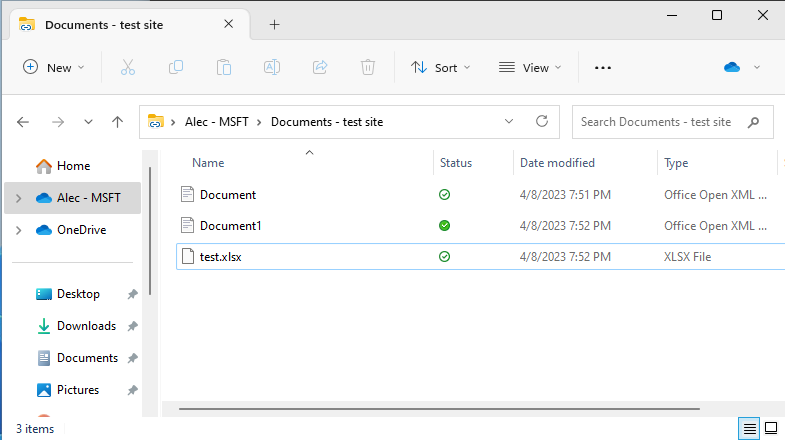 Documents - test site
New
Sort
View
Alec - MSFT
Documents - test site
Search Documents - test site
Home
Alec - MSFT
OneDrive
Desktop
Downloads
Documents
Pictures
Name
Status
Date modified
Type
Document
4/8/2023 7:51 PM
Office Open XML ...
Document1
4/8/2023 7:52 PM
Office Open XML ...
test.xlsx
4/8/2023 7:52 PM
XLSX File
3 items